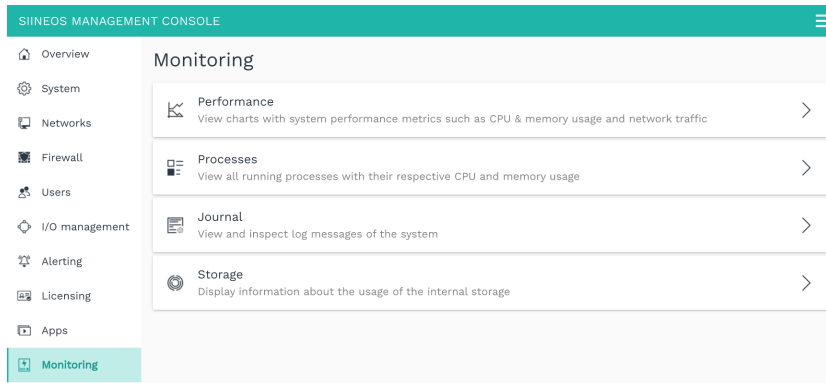 SIINEOS MANAGEMENT CONSOLE
Overview
System
Networks
Firewall
Users
I/O management
Alerting
Licensing
Apps
Monitoring
Monitoring
Performance
View charts with system performance metrics such as CPU & memory usage and network traffic
Processes
View all running processes with their respective CPU and memory usage
Journal
View and inspect log messages of the system
Storage
Display information about the usage of the internal storage